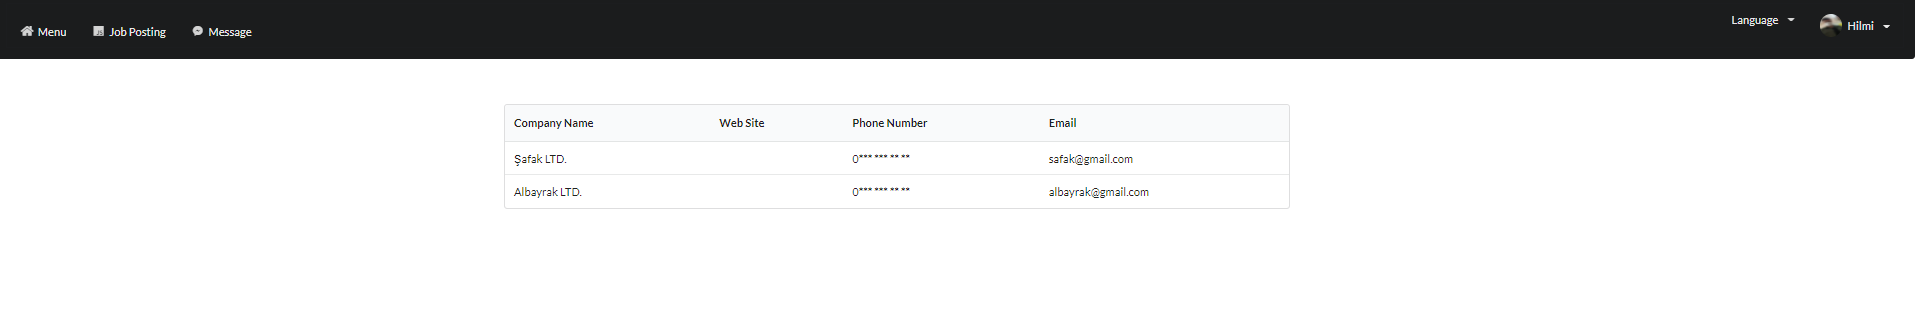 Menu Job Posting Message Language Hilmi
Company Name Web Site Phone Number Email
Şafak LTD. 0*** *** ** ** safak@gmail.com
Albayrak LTD. 0*** *** ** ** albayrak@gmail.com